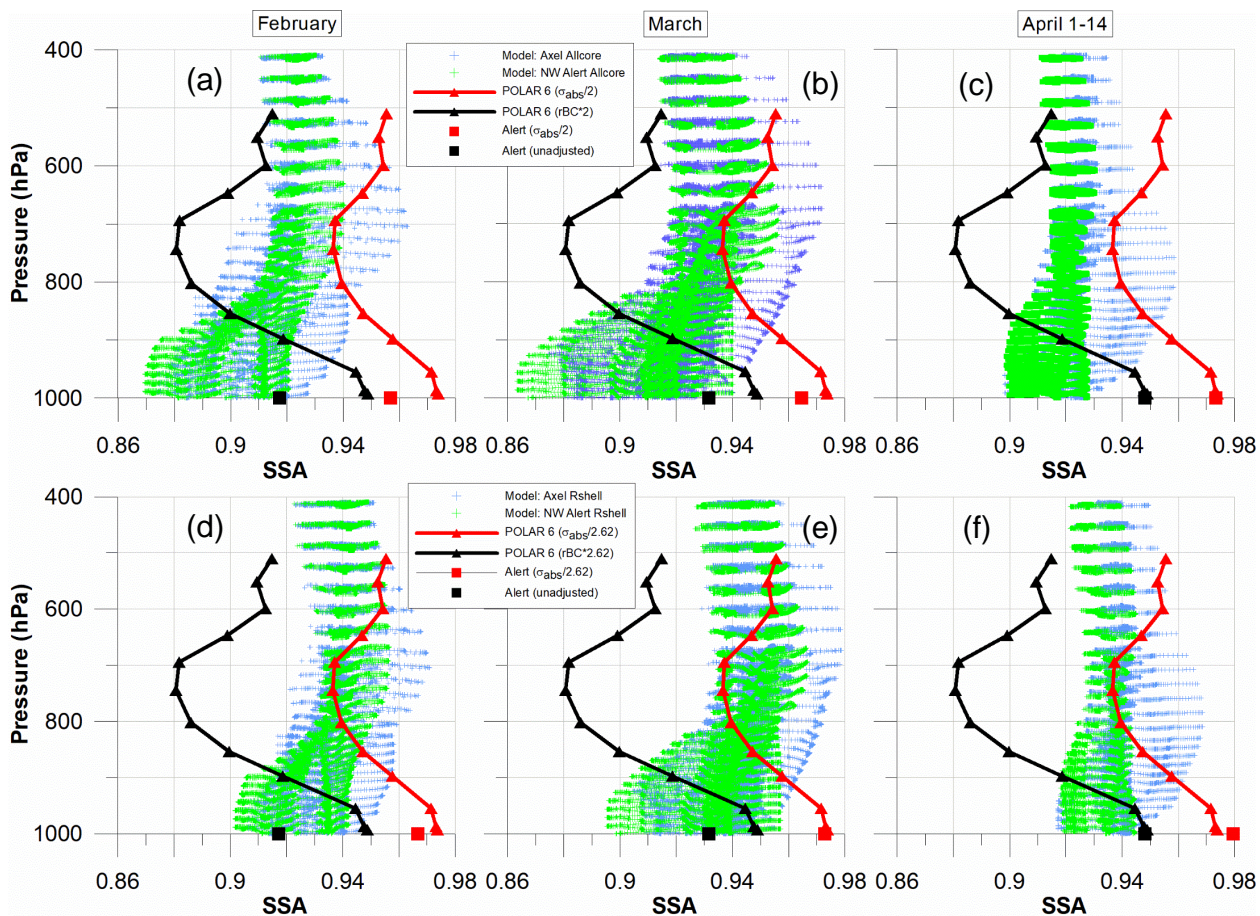 February
March
April 1-14
400
600
800
1000
Pressure (hPa)
(a)
Model: Axel Allcore
Model: NW Alert Allcore
POLAR 6 (σabs/2)
POLAR 6 (rBC*2)
Alert (σabs/2)
Alert (unadjusted)
(b)
(c)
0.86 0.9 0.94 0.98
SSA
0.86 0.9 0.94 0.98
SSA
0.86 0.9 0.94 0.98
SSA
400
600
800
1000
Pressure (hPa)
(d)
Model: Axel Rshell
Model: NW Alert Rshell
POLAR 6 (σabs/2.62)
POLAR 6 (rBC*2.62)
Alert (σabs/2.62)
Alert (unadjusted)
(e)
(f)
0.86 0.9 0.94 0.98
SSA
0.86 0.9 0.94 0.98
SSA
0.86 0.9 0.94 0.98
SSA